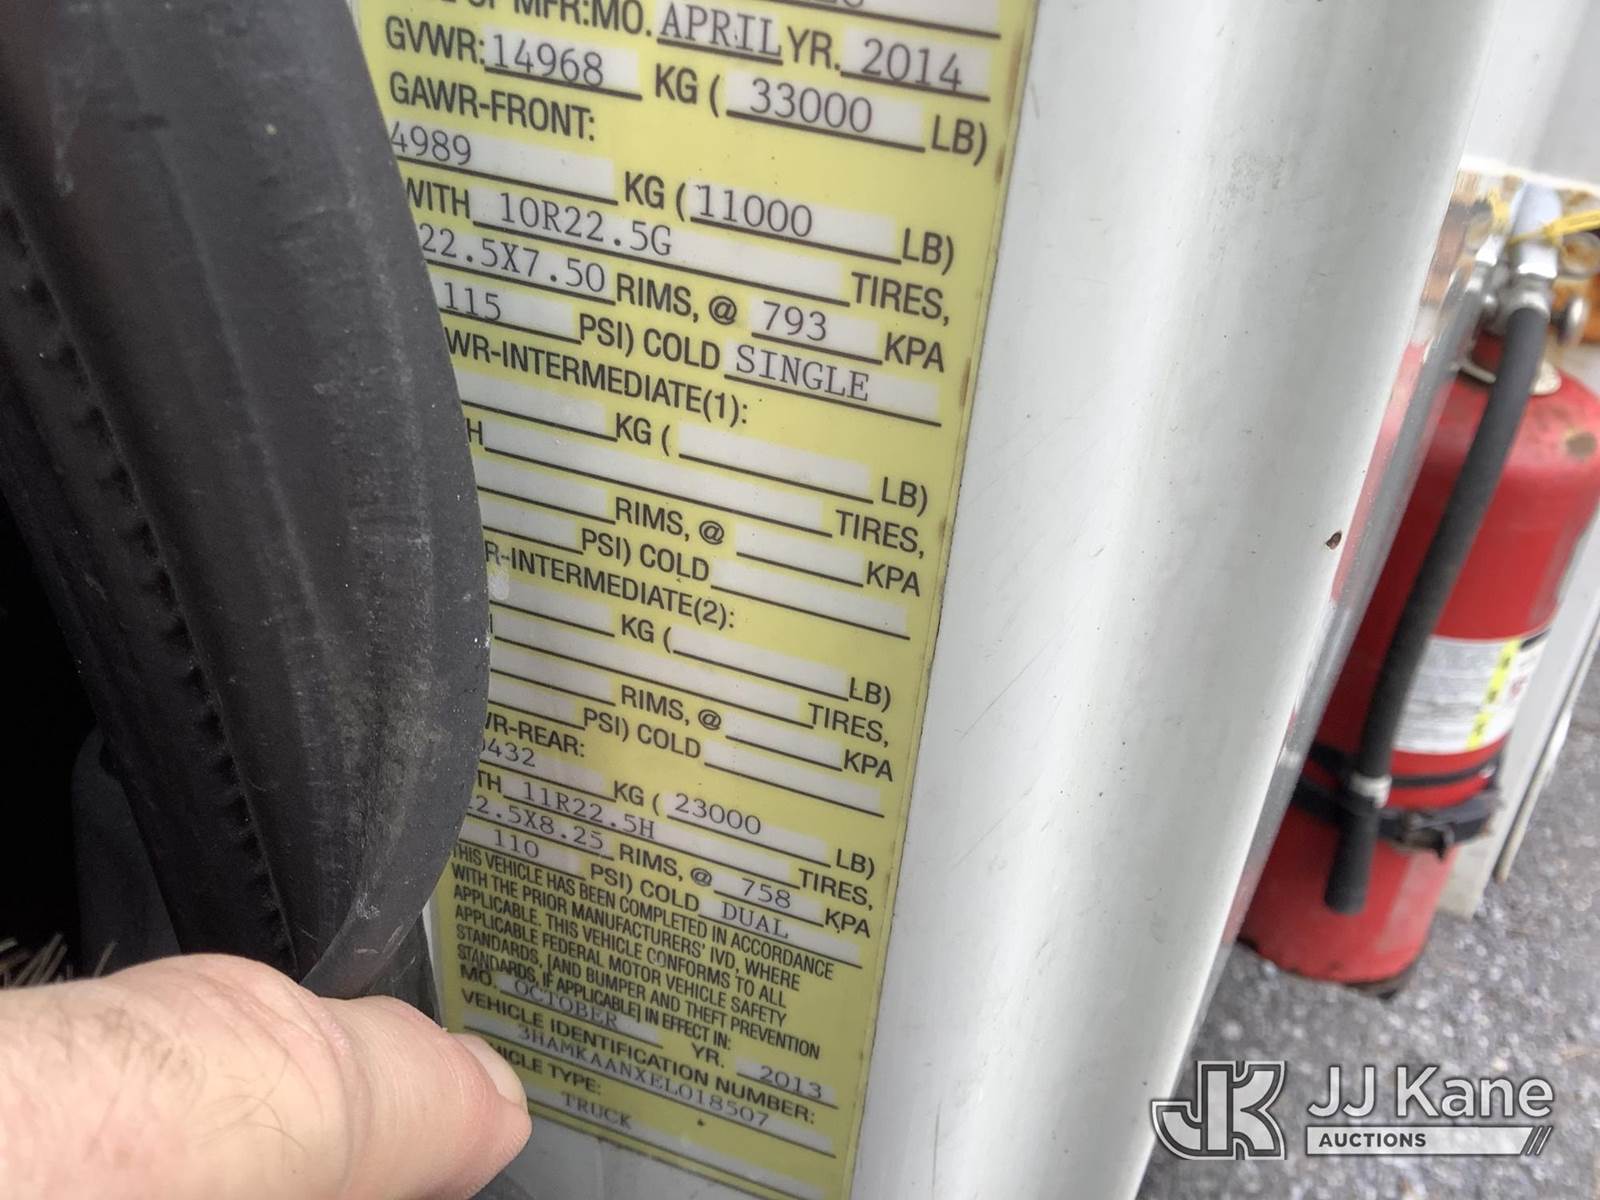 MFR:MO. APRIL YR. 2014
GVWR: 14968 KG ( 33000 LB)
GAWR-FRONT:
4989 KG ( 11000 LB)
WITH 10R22.5G TIRES,
22.5X7.50 RIMS, @ 793 KPA
115 PSI) COLD SINGLE
WR-INTERMEDIATE(1):
KG ( LB)
H TIRES,
RIMS, @ KPA
PSI) COLD
R-INTERMEDIATE(2):
KG ( LB)
TIRES,
RIMS, @ KPA
PSI) COLD
WR-REAR:
0432 KG ( 23000 LB)
TH 11R22.5H TIRES,
2.5X8.25 RIMS, @ 758 KPA
110 PSI) COLD DUAL
THIS VEHICLE HAS BEEN COMPLETED IN ACCORDANCE
WITH THE PRIOR MANUFACTURERS' IVD, WHERE
APPLICABLE. THIS VEHICLE CONFORMS TO ALL
APPLICABLE FEDERAL MOTOR VEHICLE SAFETY
STANDARDS, [AND BUMPER AND THEFT PREVENTION
STANDARDS, IF APPLICABLE] IN EFFECT IN:
MO. OCTOBER YR. 2013
VEHICLE IDENTIFICATION NUMBER:
3HAMKAANXEL018507
VEHICLE TYPE:
TRUCK
JJ Kane
AUCTIONS